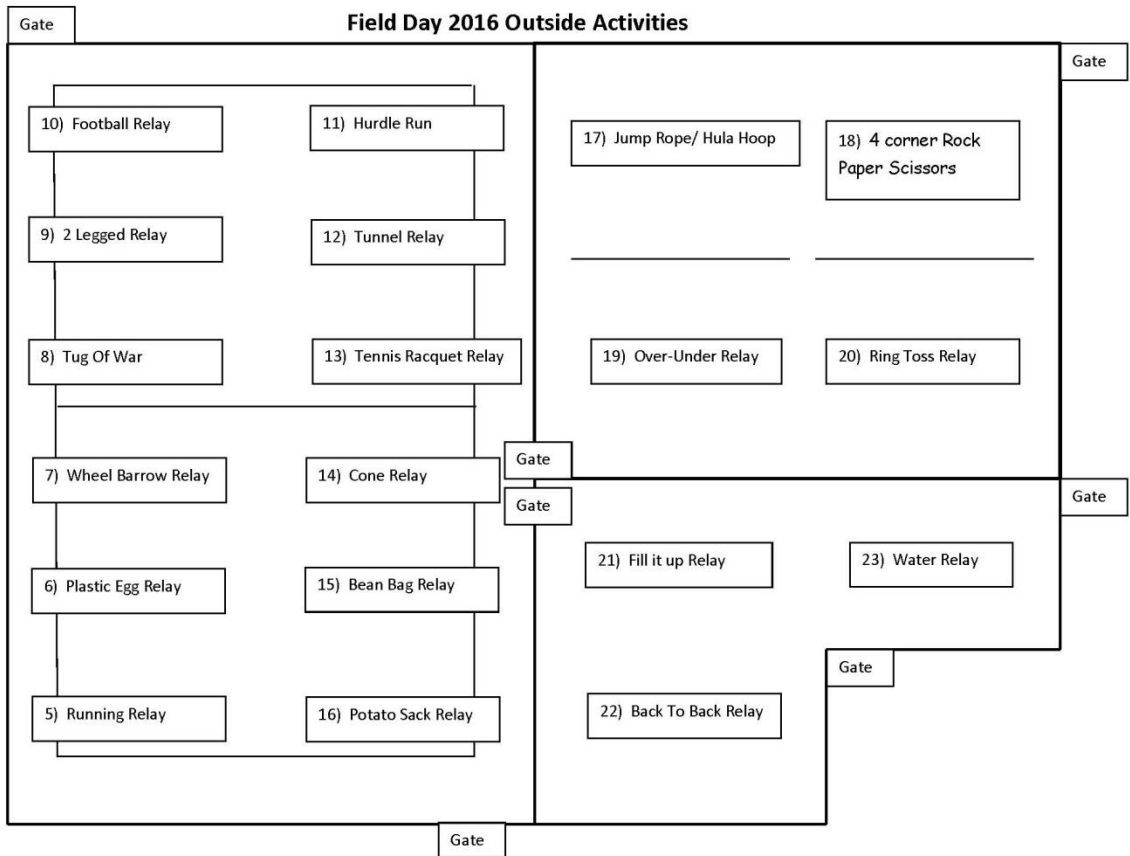 Gate
Field Day 2016 Outside Activities
Gate
10) Football Relay
11) Hurdle Run
17) Jump Rope/ Hula Hoop
18) 4 corner Rock
Paper Scissors
9) 2 Legged Relay
12) Tunnel Relay
8) Tug Of War
13) Tennis Racquet Relay
19) Over-Under Relay
20) Ring Toss Relay
7) Wheel Barrow Relay
14) Cone Relay
Gate
Gate
Gate
6) Plastic Egg Relay
15) Bean Bag Relay
21) Fill it up Relay
23) Water Relay
Gate
5) Running Relay
16) Potato Sack Relay
22) Back To Back Relay
Gate